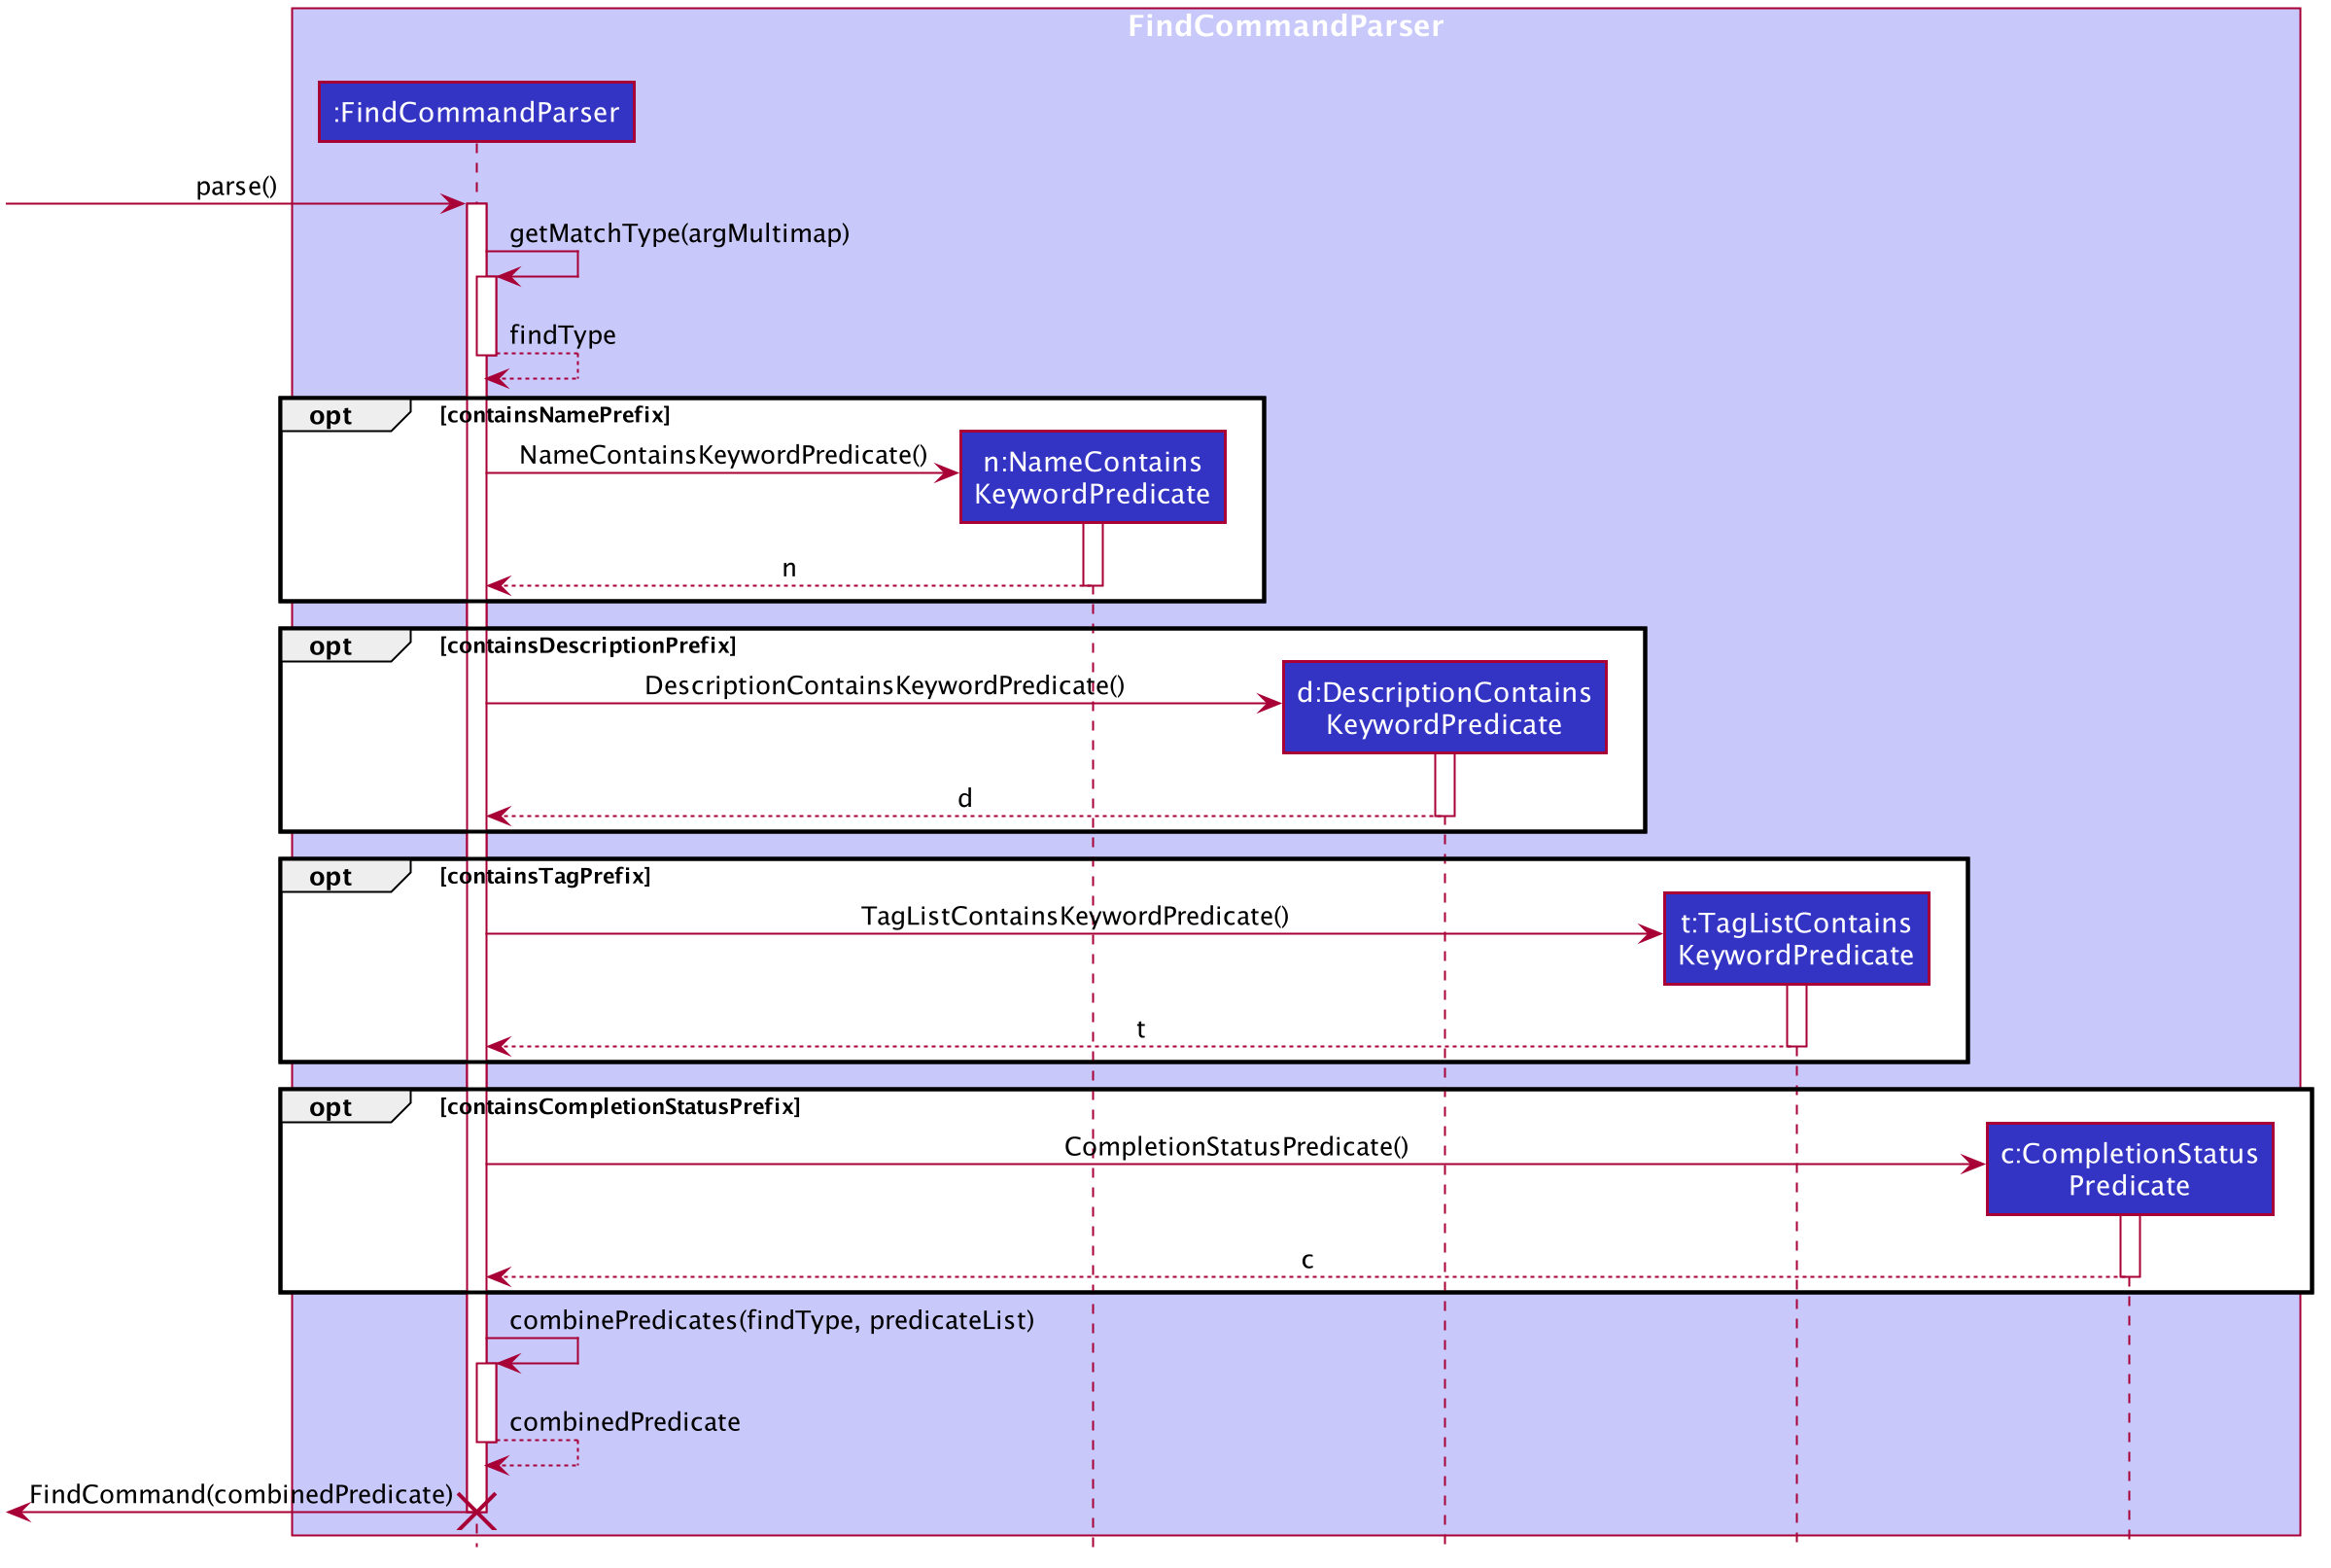 FindCommandParser
:FindCommandParser
parse()
getMatchType(argMultimap)
findType
opt
[containsNamePrefix]
NameContainsKeywordPredicate()
n:NameContains
KeywordPredicate
n
opt
[containsDescriptionPrefix]
DescriptionContainsKeywordPredicate()
d:DescriptionContains
KeywordPredicate
d
opt
[containsTagPrefix]
TagListContainsKeywordPredicate()
t:TagListContains
KeywordPredicate
t
opt
[containsCompletionStatusPrefix]
CompletionStatusPredicate()
c:CompletionStatus
Predicate
c
combinePredicates(findType, predicateList)
combinedPredicate
FindCommand(combinedPredicate)